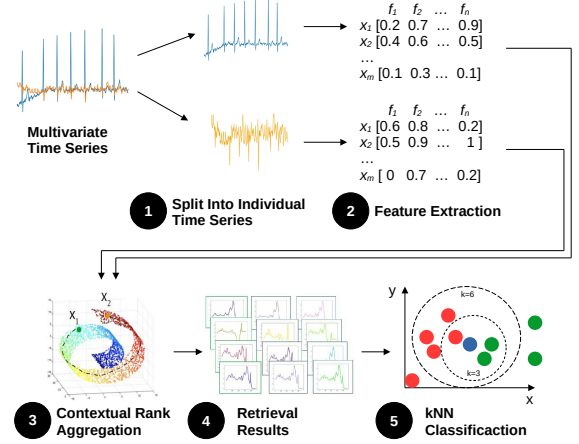 f1 f2 ... fn
x1 [0.2 0.7 ... 0.9]
x2 [0.4 0.6 ... 0.5]
...
xm [0.1 0.3 ... 0.1]
Multivariate
Time Series
f1 f2 ... fn
x1 [0.6 0.8 ... 0.2]
x2 [0.5 0.9 ... 1 ]
...
xm [ 0 0.7 ... 0.2]
1 Split Into Individual
Time Series
2 Feature Extraction
X1
X2
y
k=6
k=3
x
3 Contextual Rank
Aggregation
4 Retrieval
Results
5 kNN
Classificaction